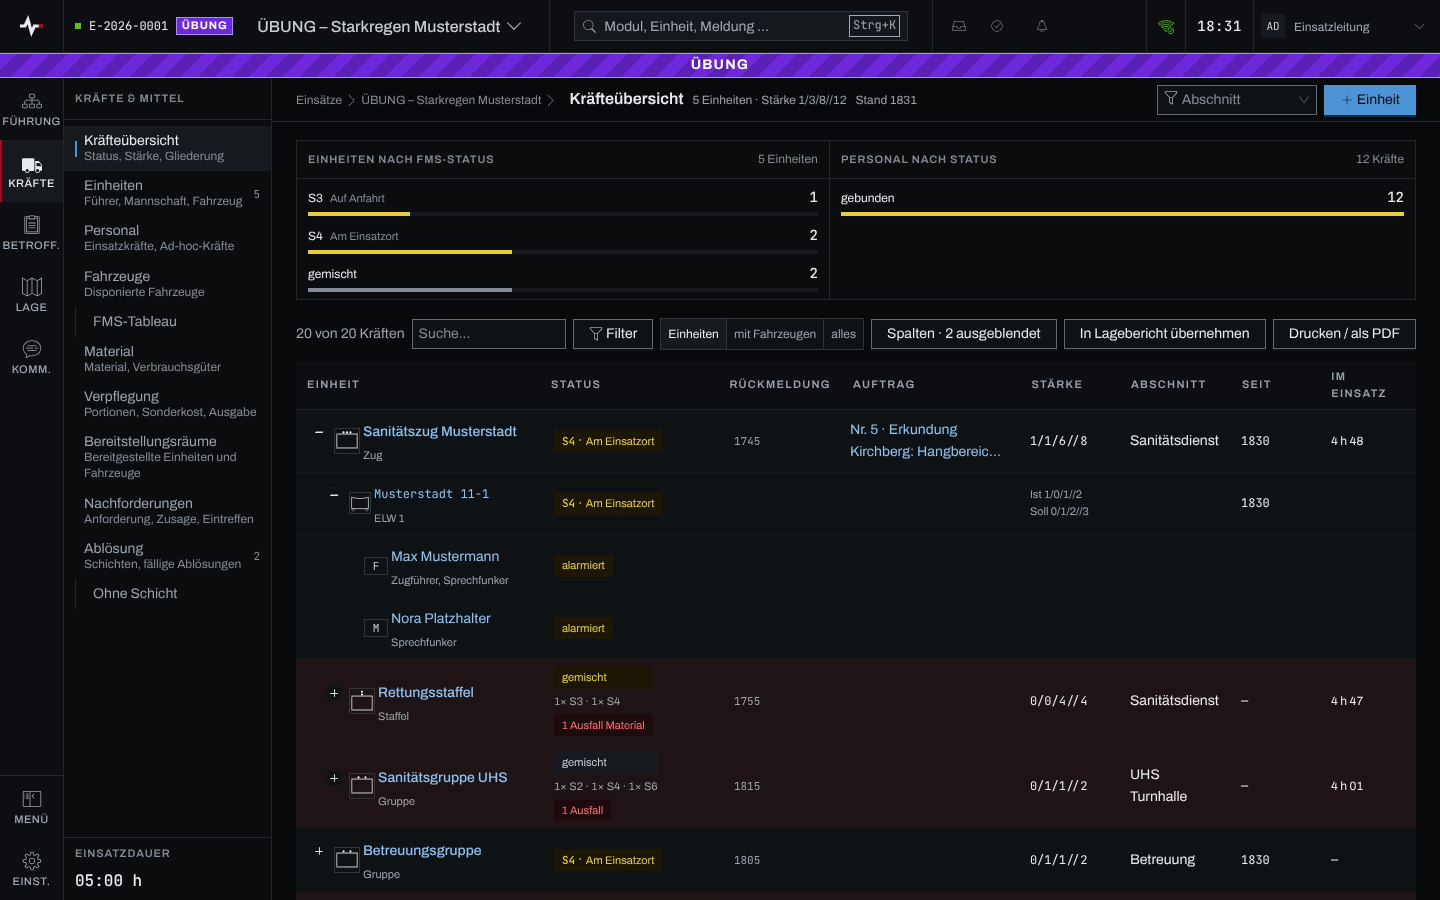 E-2026-0001 ÜBUNG ÜBUNG – Starkregen Musterstadt
Modul, Einheit, Meldung ... Strg+K
18:31 AD Einsatzleitung
ÜBUNG
FÜHRUNG
KRÄFTE
BETROFF.
LAGE
KOMM.
MENÜ
EINST.
KRÄFTE & MITTEL
Kräfteübersicht
Status, Stärke, Gliederung
Einheiten
Führer, Mannschaft, Fahrzeug 5
Personal
Einsatzkräfte, Ad-hoc-Kräfte
Fahrzeuge
Disponierte Fahrzeuge
FMS-Tableau
Material
Material, Verbrauchsgüter
Verpflegung
Portionen, Sonderkost, Ausgabe
Bereitstellungsräume
Bereitgestellte Einheiten und
Fahrzeuge
Nachforderungen
Anforderung, Zusage, Eintreffen
Ablösung
Schichten, fällige Ablösungen 2
Ohne Schicht
EINSATZDAUER
05:00 h
Einsätze ÜBUNG – Starkregen Musterstadt Kräfteübersicht 5 Einheiten · Stärke 1/3/8//12 Stand 1831
Abschnitt + Einheit
EINHEITEN NACH FMS-STATUS 5 Einheiten
S3 Auf Anfahrt 1
S4 Am Einsatzort 2
gemischt 2
PERSONAL NACH STATUS 12 Kräfte
gebunden 12
20 von 20 Kräften Suche... Filter Einheiten mit Fahrzeugen alles Spalten · 2 ausgeblendet In Lagebericht übernehmen Drucken / als PDF
EINHEIT STATUS RÜCKMELDUNG AUFTRAG STÄRKE ABSCHNITT SEIT IM EINSATZ
– Sanitätszug Musterstadt
Zug
S4 · Am Einsatzort 1745
Nr. 5 · Erkundung
Kirchberg: Hangbereic...
1/1/6//8 Sanitätsdienst 1830 4 h 48
– Musterstadt 11-1
ELW 1
S4 · Am Einsatzort
Ist 1/0/1//2
Soll 0/1/2//3
1830
F Max Mustermann
Zugführer, Sprechfunker
alarmiert
M Nora Platzhalter
Sprechfunker
alarmiert
+ Rettungsstaffel
Staffel
gemischt
1× S3 · 1× S4
1 Ausfall Material
1755 0/0/4//4 Sanitätsdienst – 4 h 47
+ Sanitätsgruppe UHS
Gruppe
gemischt
1× S2 · 1× S4 · 1× S6
1 Ausfall
1815 0/1/1//2
UHS
Turnhalle
– 4 h 01
+ Betreuungsgruppe
Gruppe
S4 · Am Einsatzort 1805 0/1/1//2 Betreuung 1830 –